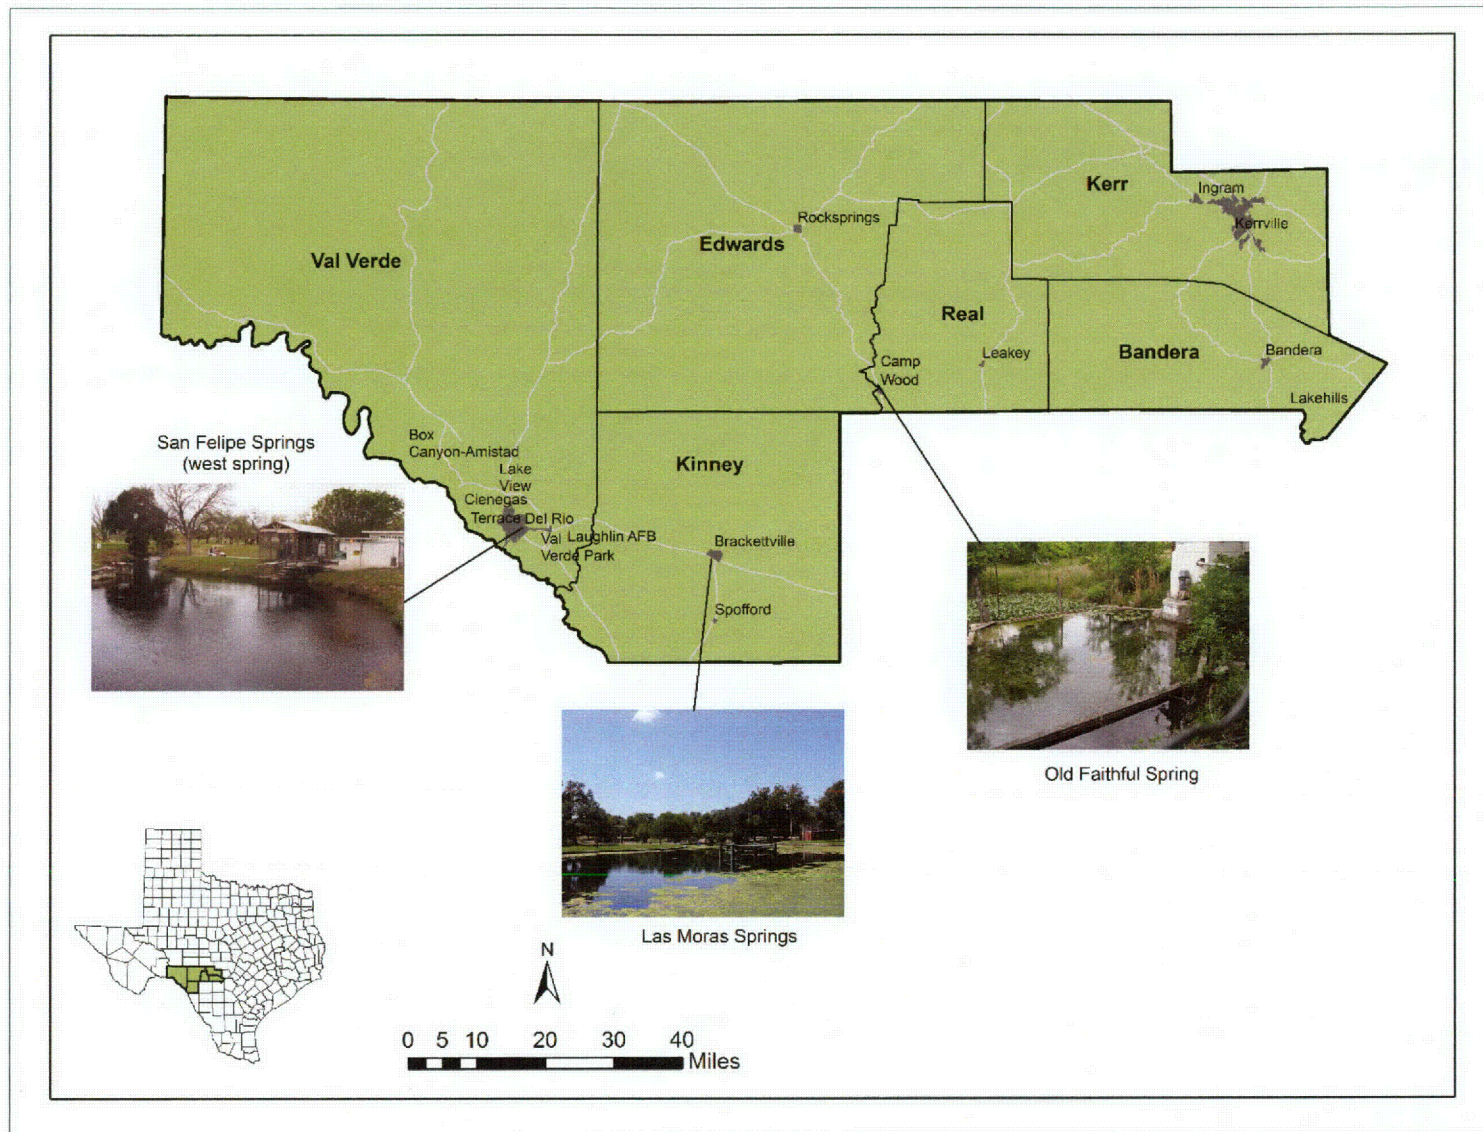 Kerr
Ingram
Kerrville
Rocksprings
Edwards
Val Verde
Real
Leakey
Camp
Wood
Bandera
Bandera
Lakehills
San Felipe Springs
(west spring)
Box
Canyon-Amistad
Lake
View
Cienegas
Terrace
Del Rio
Val
Verde Park
Laughlin AFB
Kinney
Brackettville
Spofford
Old Faithful Spring
Las Moras Springs
N
0 5 10 20 30 40
Miles